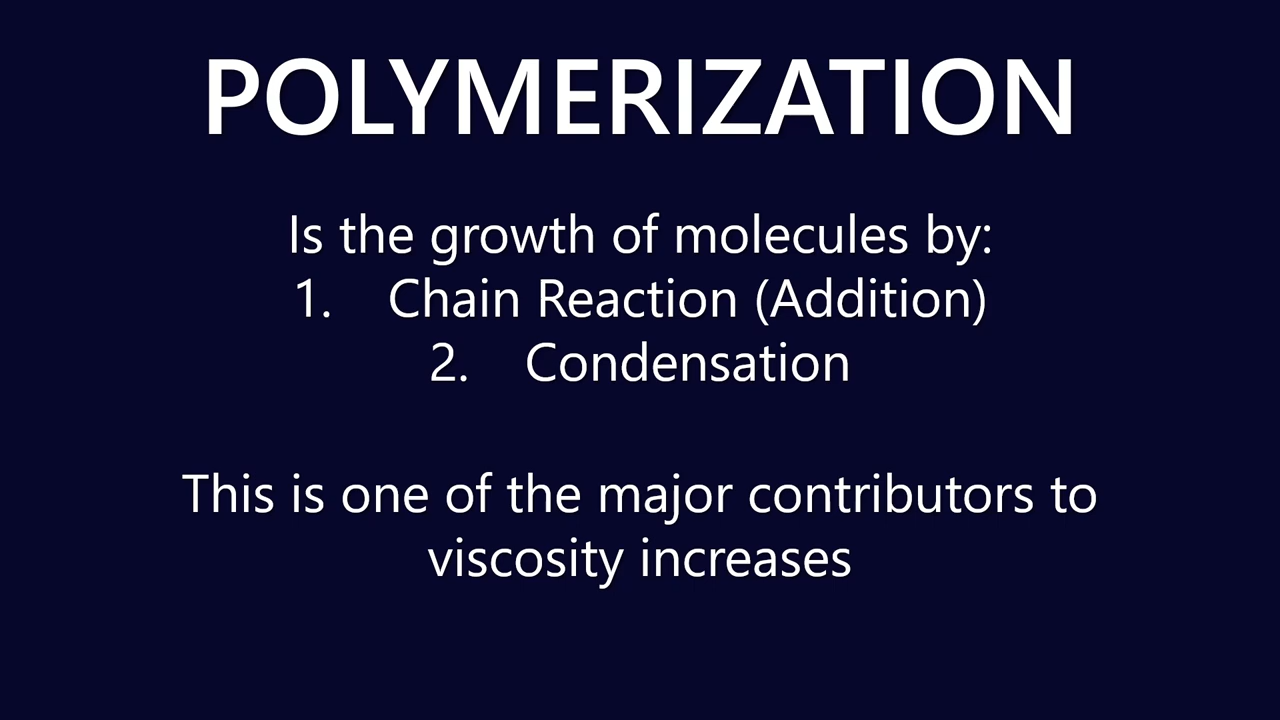 POLYMERIZATION
Is the growth of molecules by:
1. Chain Reaction (Addition)
2. Condensation
This is one of the major contributors to
viscosity increases